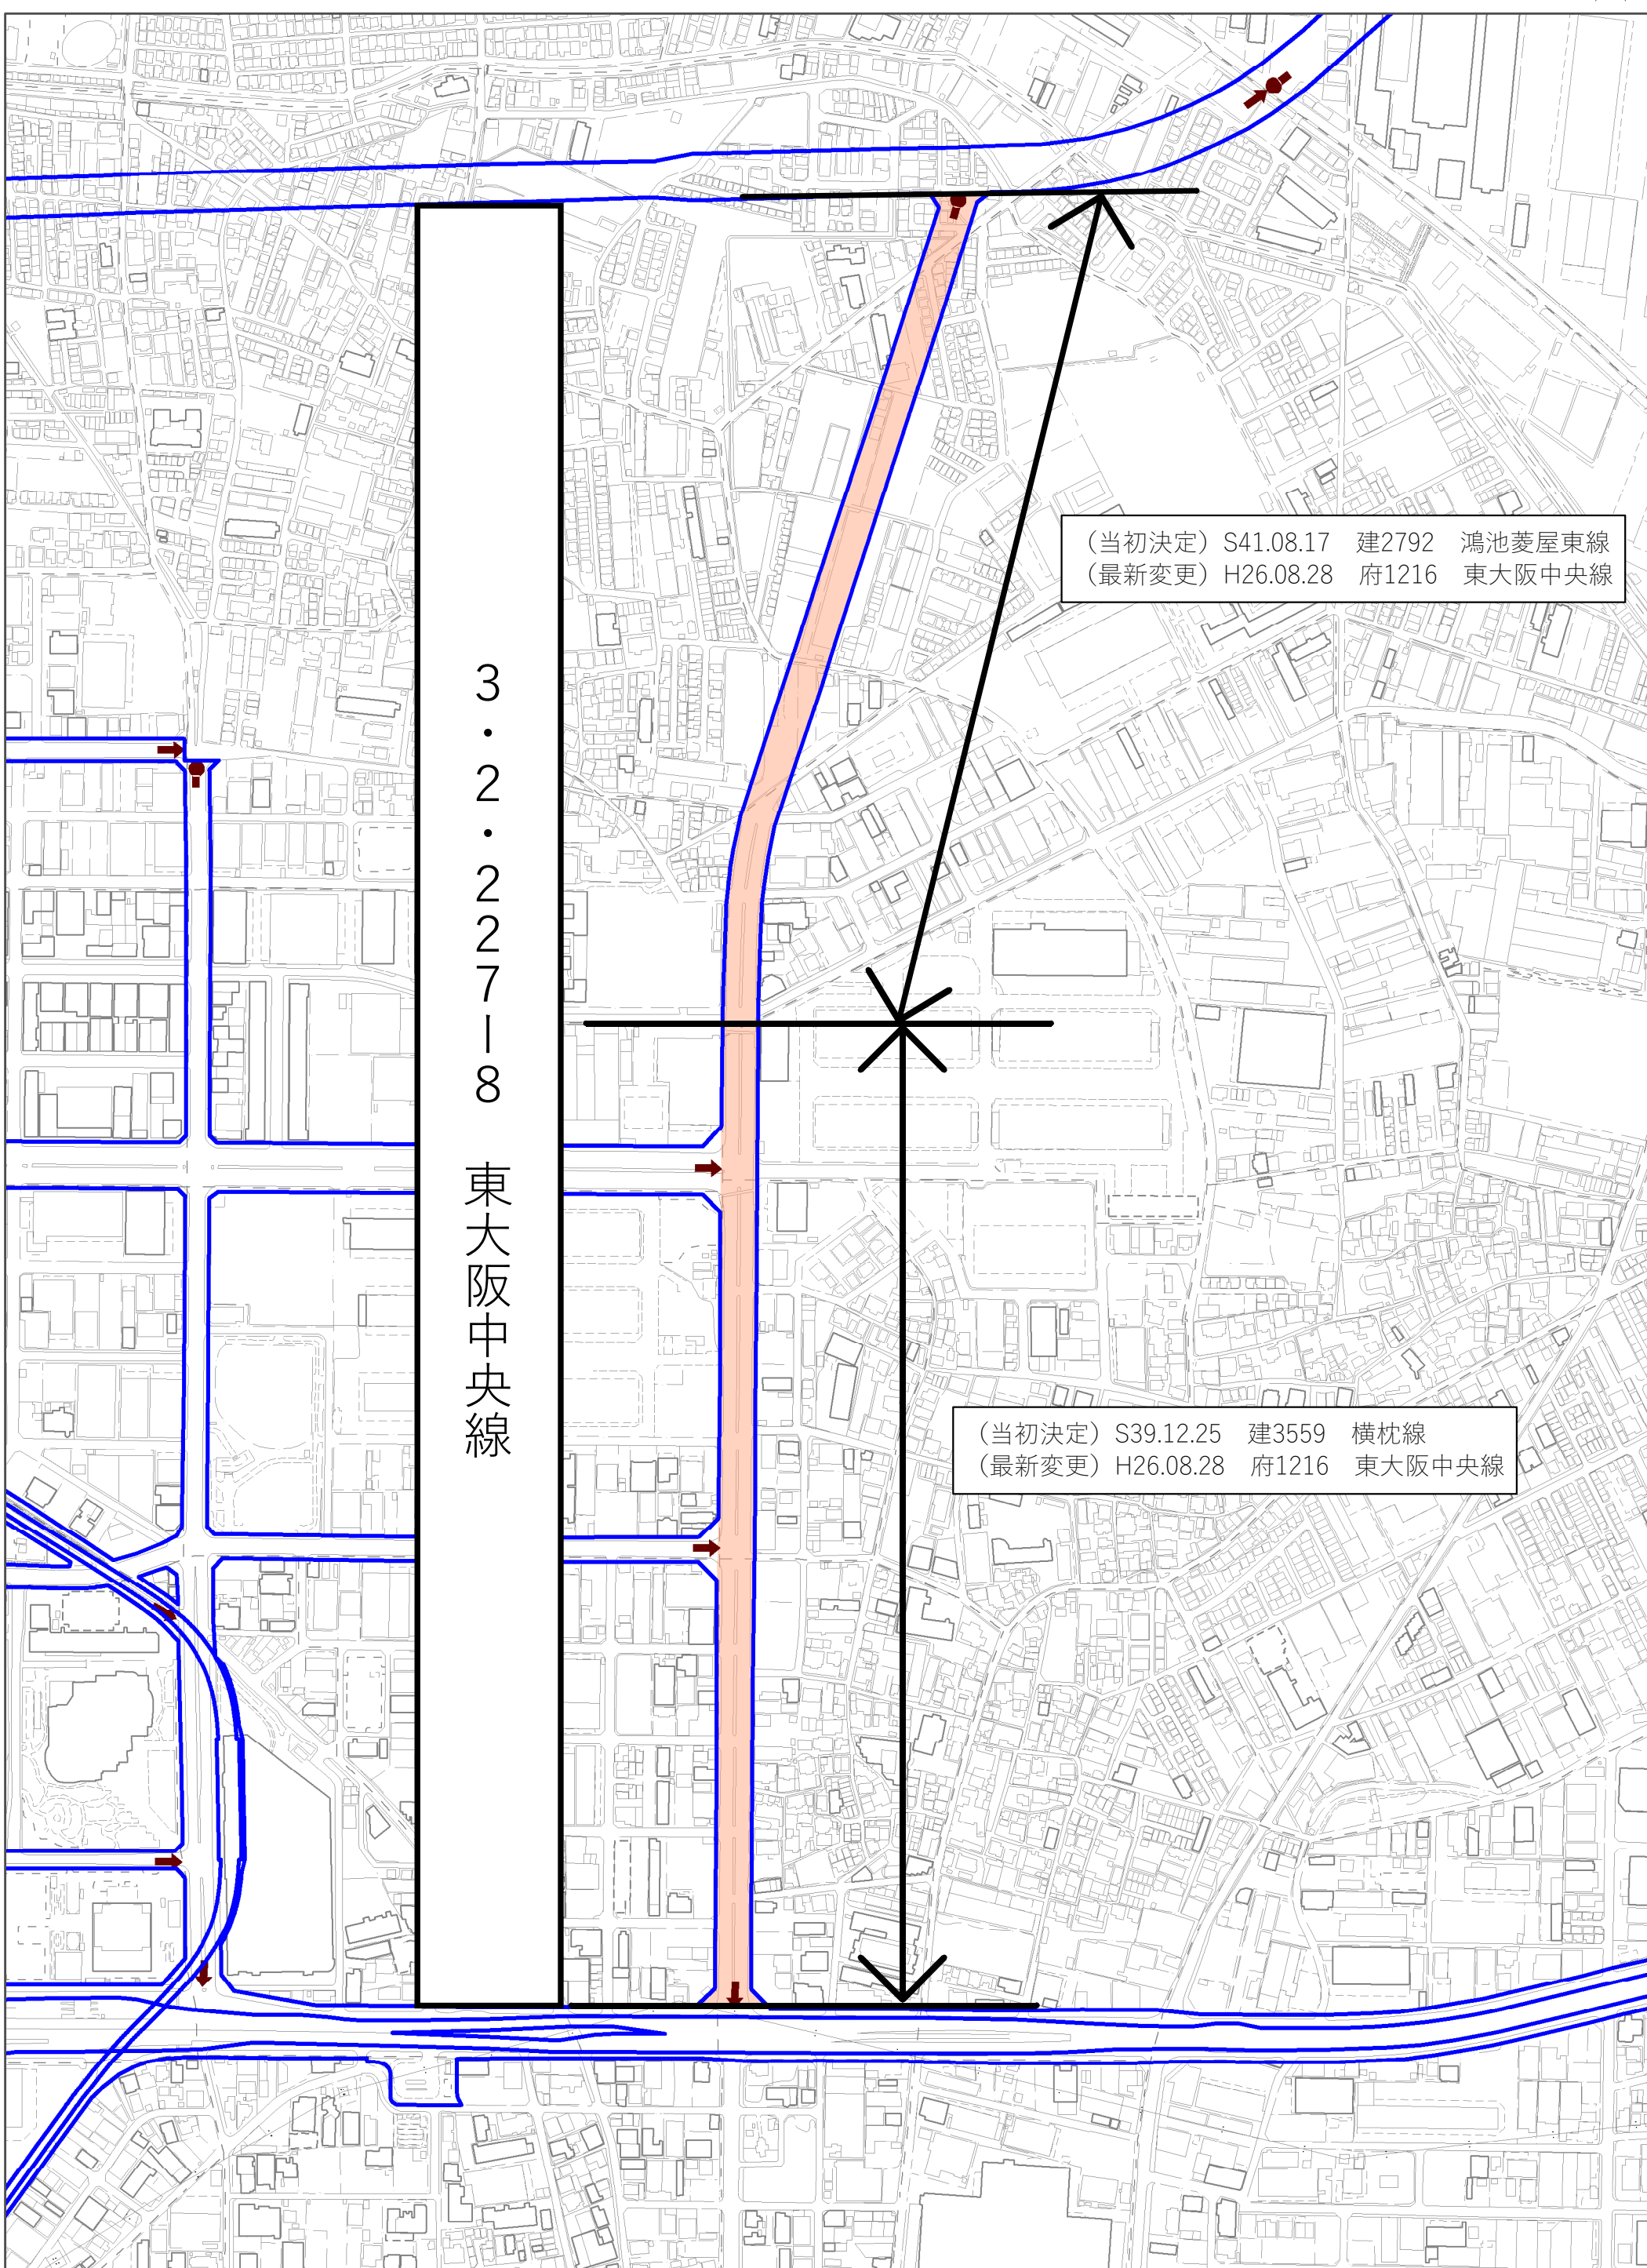 3・2・227ー8 東大阪中央線
（当初決定）S41.08.17 建2792 鴻池菱屋東線
（最新変更）H26.08.28 府1216 東大阪中央線
（当初決定）S39.12.25 建3559 横枕線
（最新変更）H26.08.28 府1216 東大阪中央線